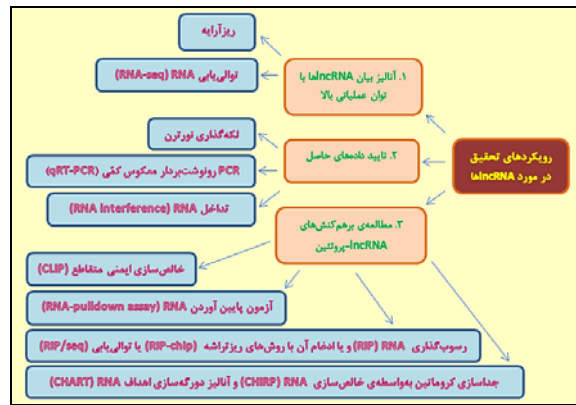 رویکردهای تحقیق
در مورد lncRNAها
۱. آنالیز بیان lncRNAها با
توان عملیاتی بالا
ریزآرایه
توالی‌یابی RNA (RNA-seq)
۲. تایید داده‌های حاصل
لکه‌گذاری نورترن
PCR رونوشت‌بردار معکوس کمّی (qRT-PCR)
تداخل RNA (RNA interference)
۳. مطالعه‌ی برهم‌کنش‌های
lncRNA-پروتئین
خالص‌سازی ایمنی متقاطع (CLIP)
آزمون پایین آوردن RNA (RNA-pulldown assay)
رسوب‌گذاری RNA (RIP) و یا ادغام آن با روش‌های ریزتراشه (RIP-chip) یا توالی‌یابی (RIP/seq)
جداسازی کروماتین به‌واسطه‌ی خالص‌سازی RNA (CHIRP) و آنالیز دورگه‌سازی اهداف RNA (CHART)